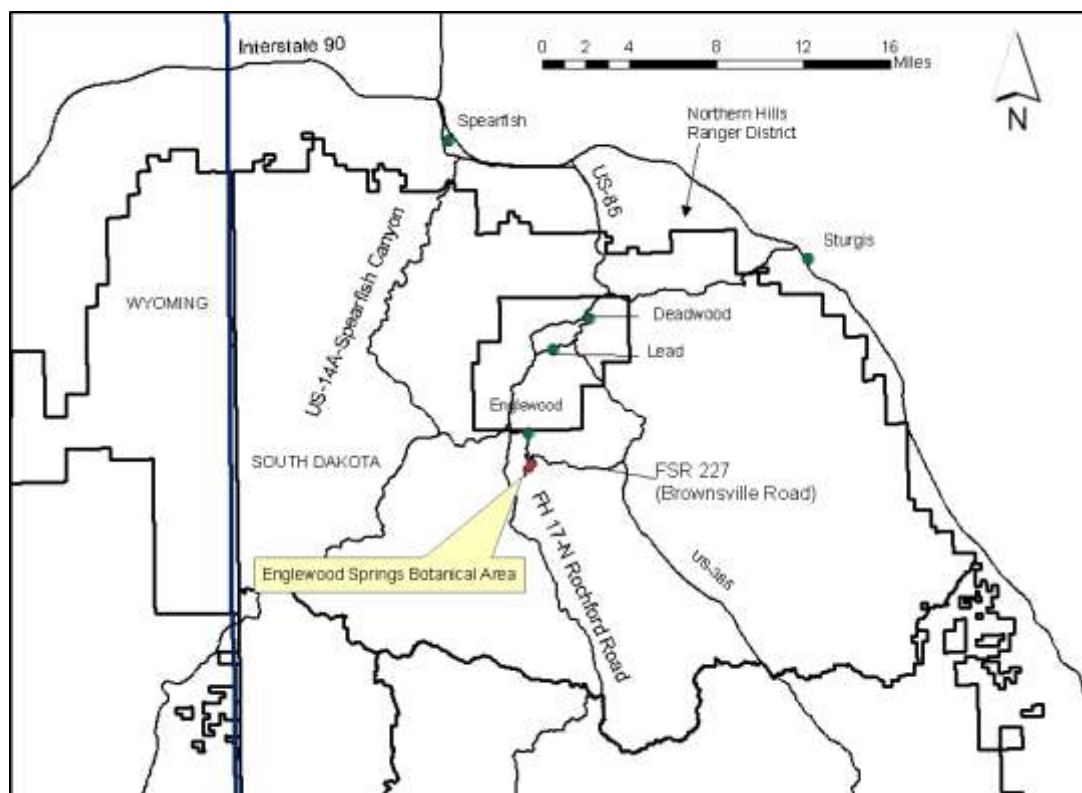 Interstate 90
0 2 4 8 12 16
Miles
N
Spearfish
Northern Hills
Ranger District
US-85
Sturgis
US-14A-Spearfish Canyon
WYOMING
Deadwood
Lead
Englewood
SOUTH DAKOTA
FSR 227
(Brownsville Road)
FH 17-N Rochford Road
US-385
Englewood Springs Botanical Area